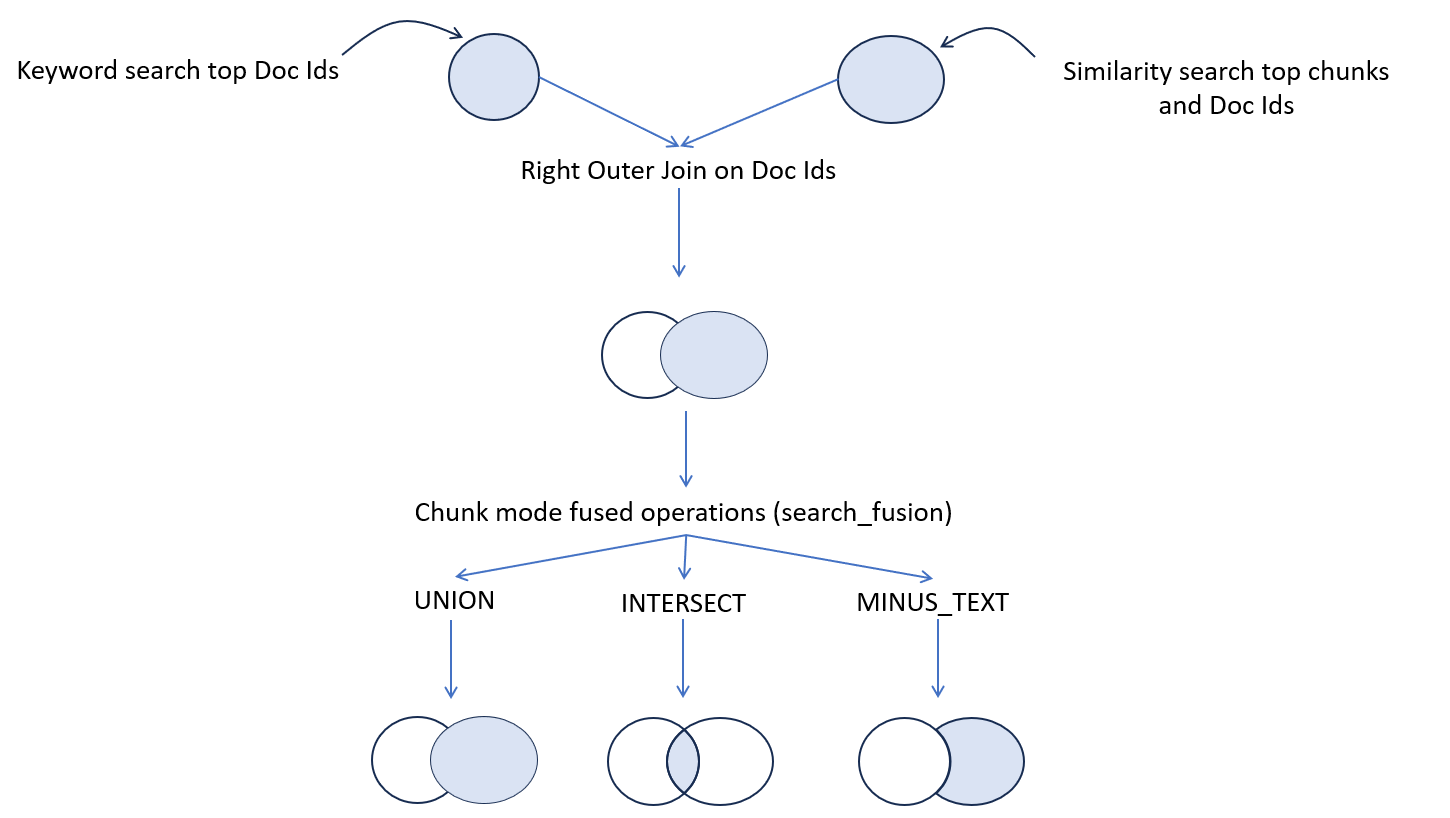 Keyword search top Doc Ids
Similarity search top chunks
and Doc Ids
Right Outer Join on Doc Ids
Chunk mode fused operations (search_fusion)
UNION
INTERSECT
MINUS_TEXT